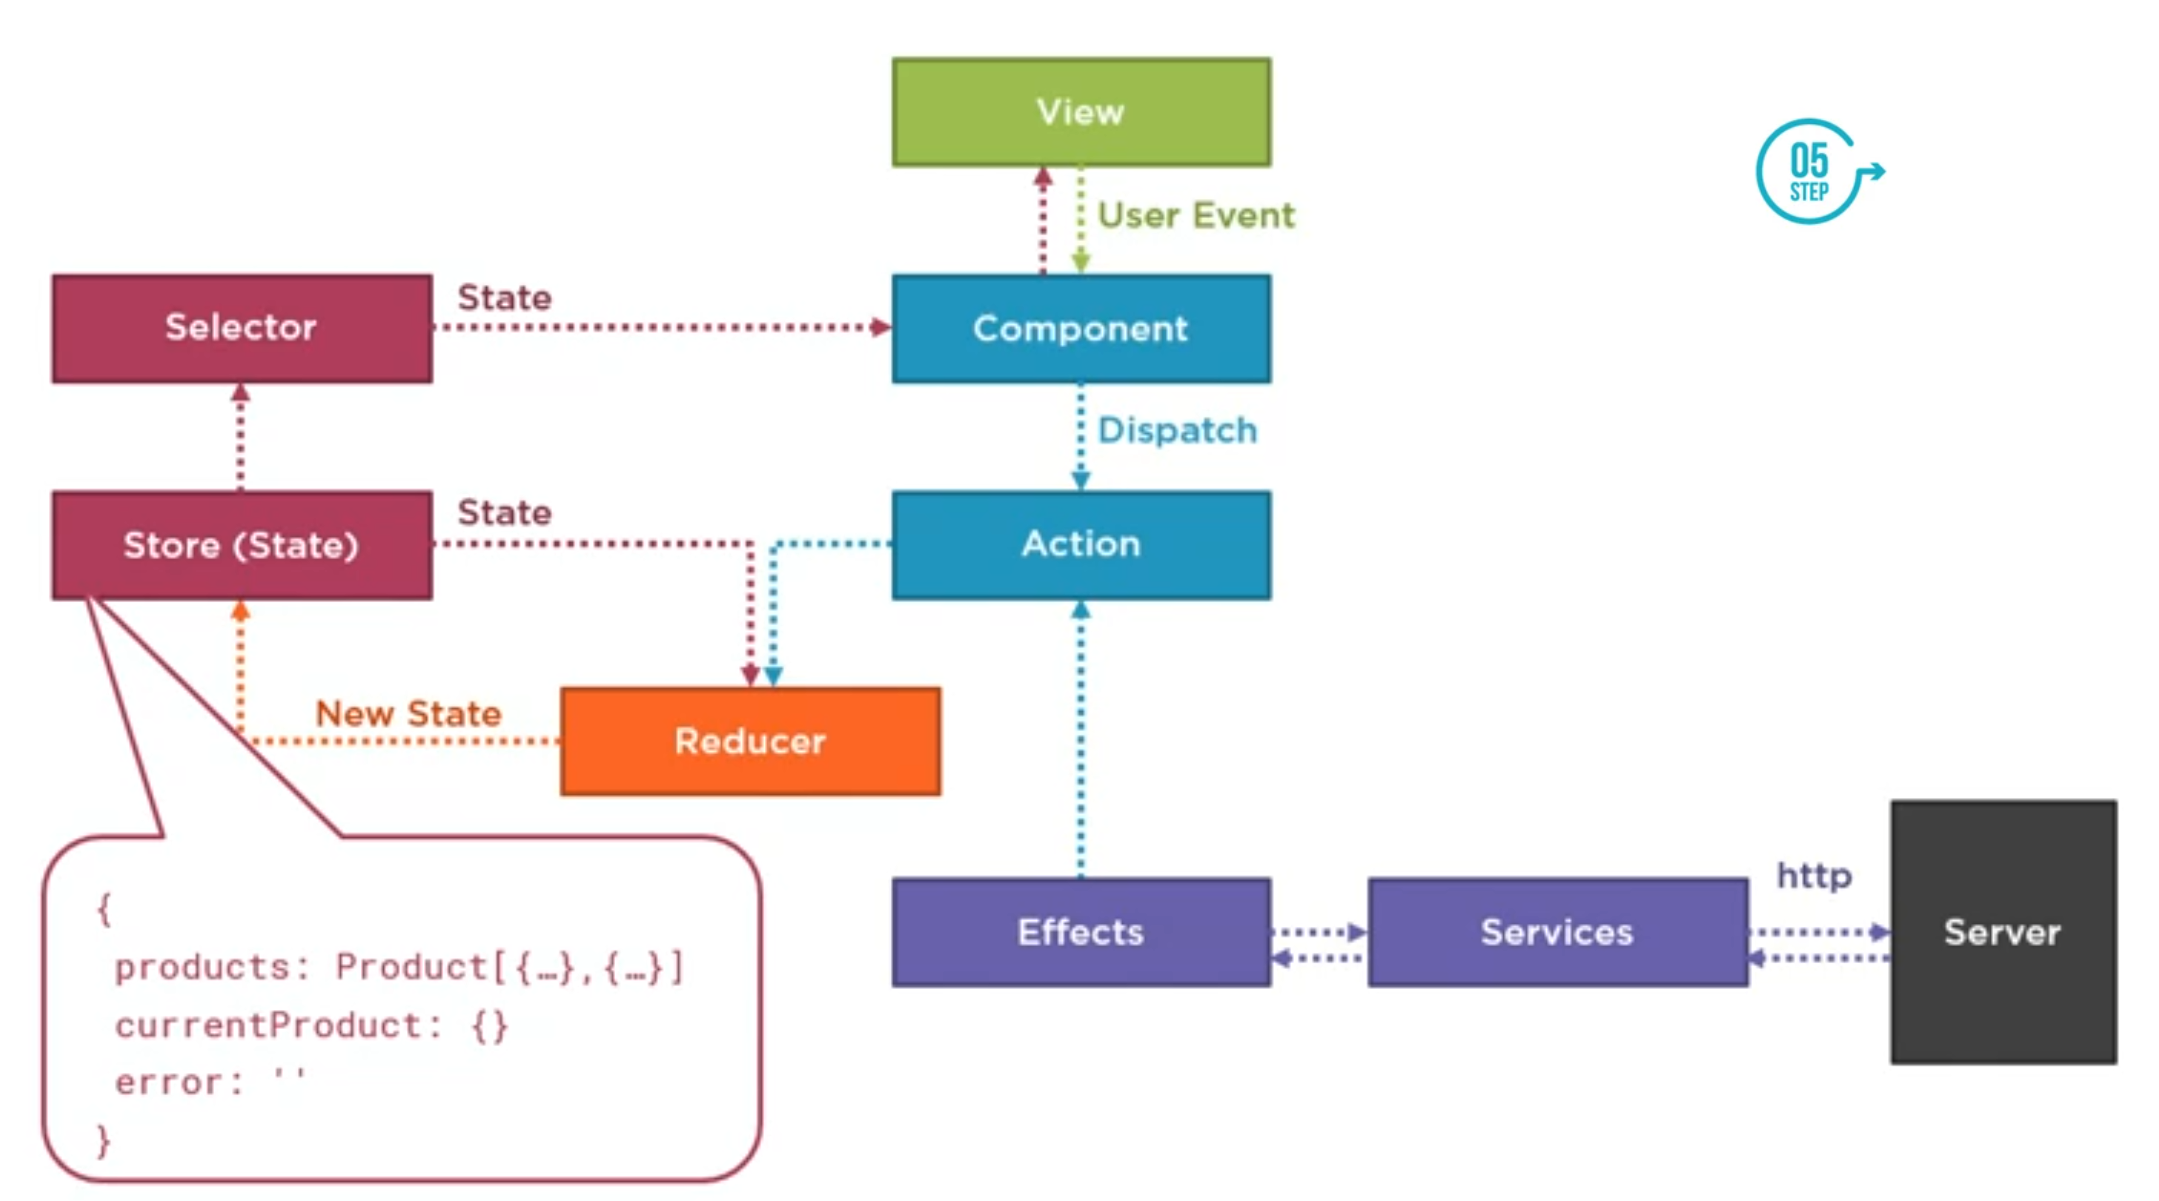 View
05
STEP
User Event
Selector
State
Component
Dispatch
Store (State)
State
Action
New State
Reducer
{
products: Product[{…},{…}]
currentProduct: {}
error: ''
}
Effects
Services
http
Server